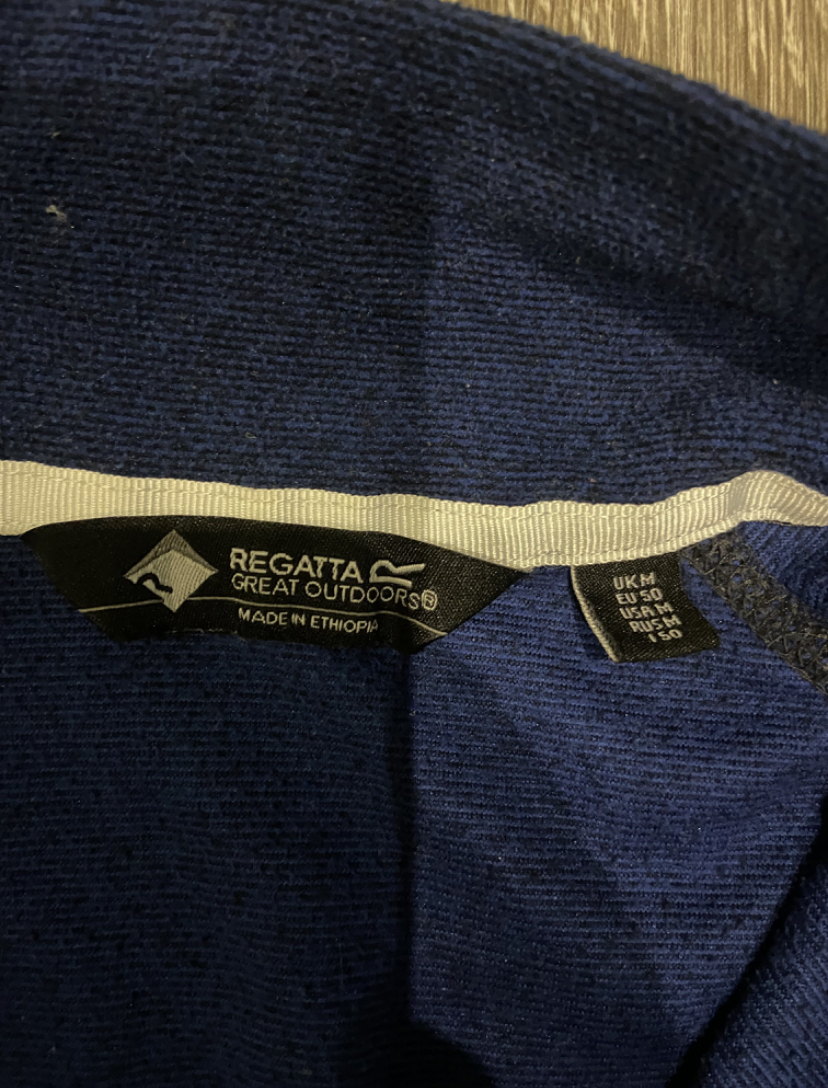 REGATTA
GREAT OUTDOORS®
MADE IN ETHIOPIA
UK M
EU 50
USA M
RUS M
I 50